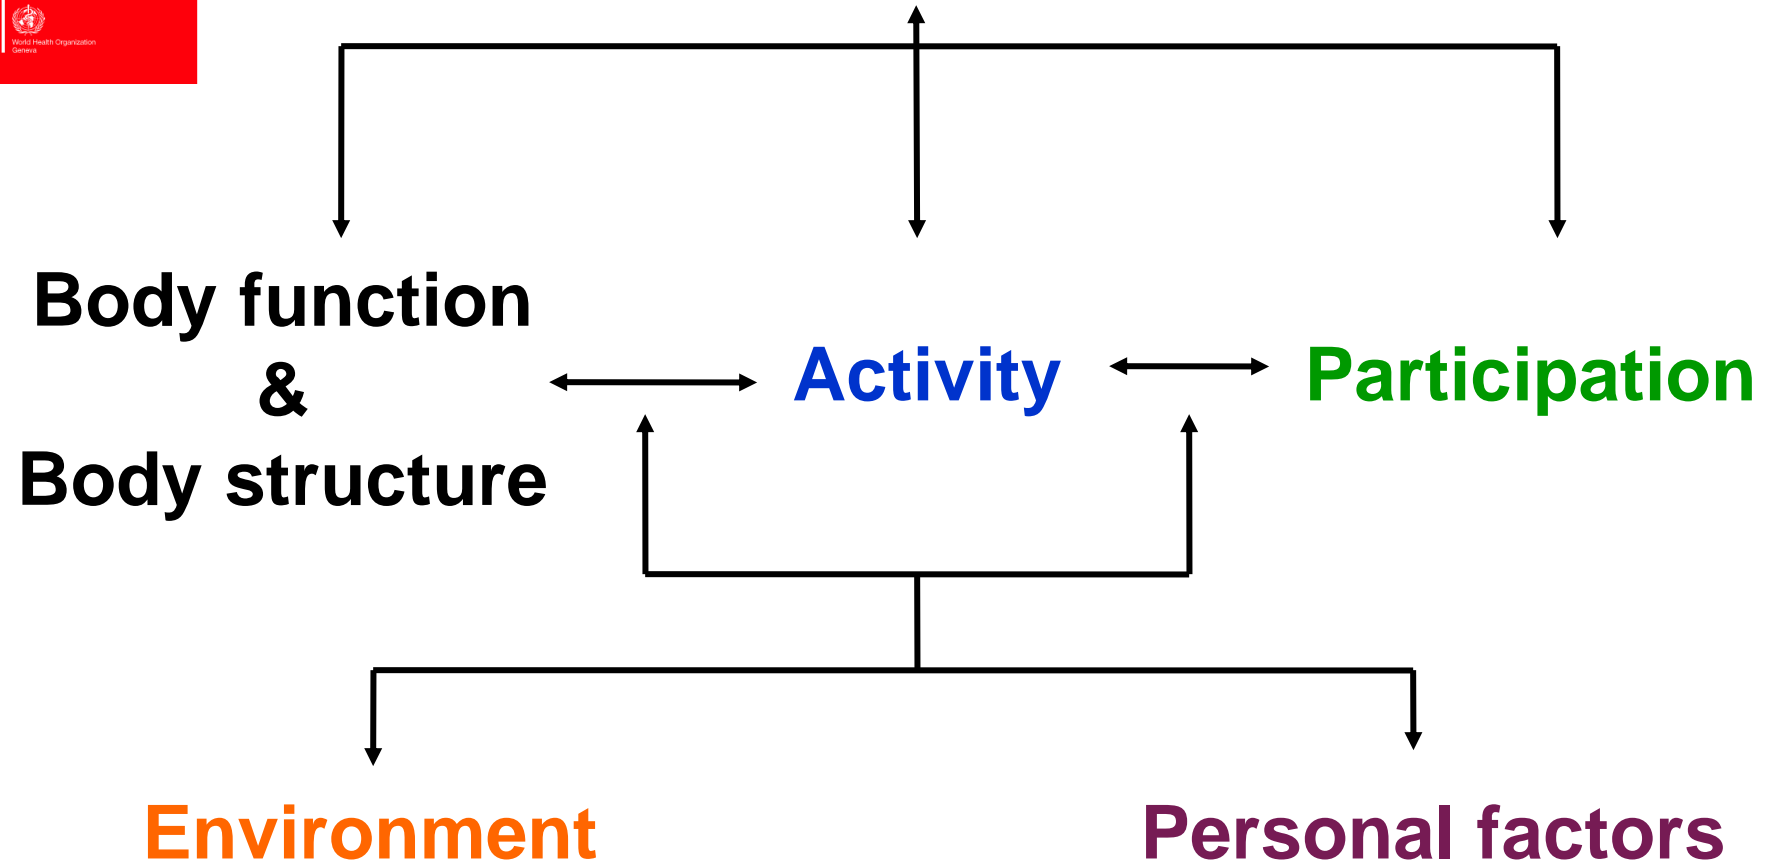 World Health Organization
Geneva
Body function
&
Body structure
Activity
Participation
Environment
Personal factors